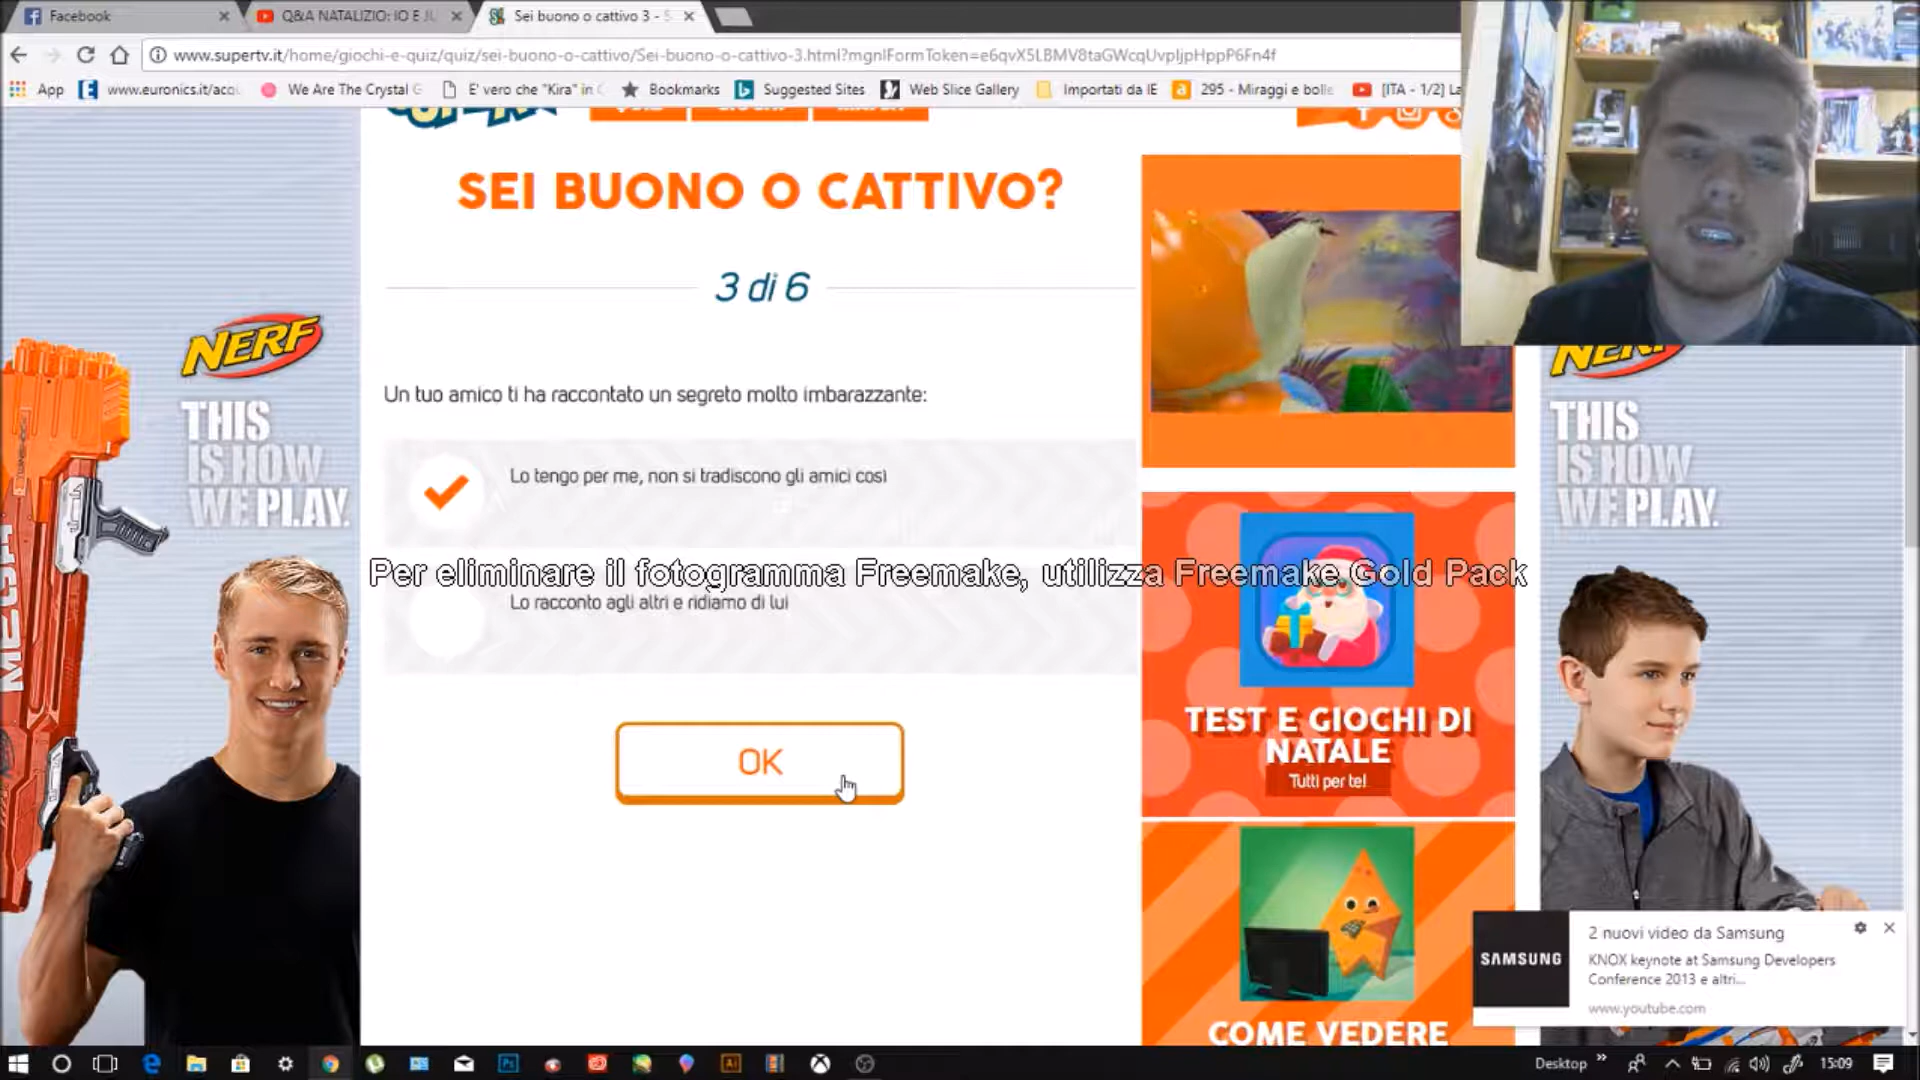 Facebook
Q&A NATALIZIO: IO E JU
Sei buono o cattivo 3 - S
www.supertv.it/home/giochi-e-quiz/quiz/sei-buono-o-cattivo/Sei-buono-o-cattivo-3.html?mgnlFormToken=e6qvX5LBMV8taGWcqUvpljpHppP6Fn4f
App
www.euronics.it/acou
We Are The Crystal G
E' vero che "Kira" in C
Bookmarks
Suggested Sites
Web Slice Gallery
Importati da IE
295 - Miraggi e bolle
[ITA - 1/2] La
SEI BUONO O CATTIVO?
3 di 6
Un tuo amico ti ha raccontato un segreto molto imbarazzante:
Lo tengo per me, non si tradiscono gli amici così
Per eliminare il fotogramma Freemake, utilizza Freemake Gold Pack
Lo racconto agli altri e ridiamo di lui
OK
NERF
THIS
IS HOW
WE PLAY.
MEGA
TEST E GIOCHI DI
NATALE
Tutti per te!
COME VEDERE
NERF
THIS
IS HOW
WE PLAY.
SAMSUNG
2 nuovi video da Samsung
KNOX keynote at Samsung Developers
Conference 2013 e altri...
www.youtube.com
Desktop
15:09